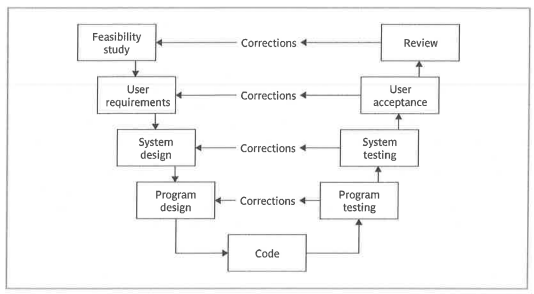 Feasibility
study
Corrections
Review
User
requirements
Corrections
User
acceptance
System
design
Corrections
System
testing
Program
design
Corrections
Program
testing
Code